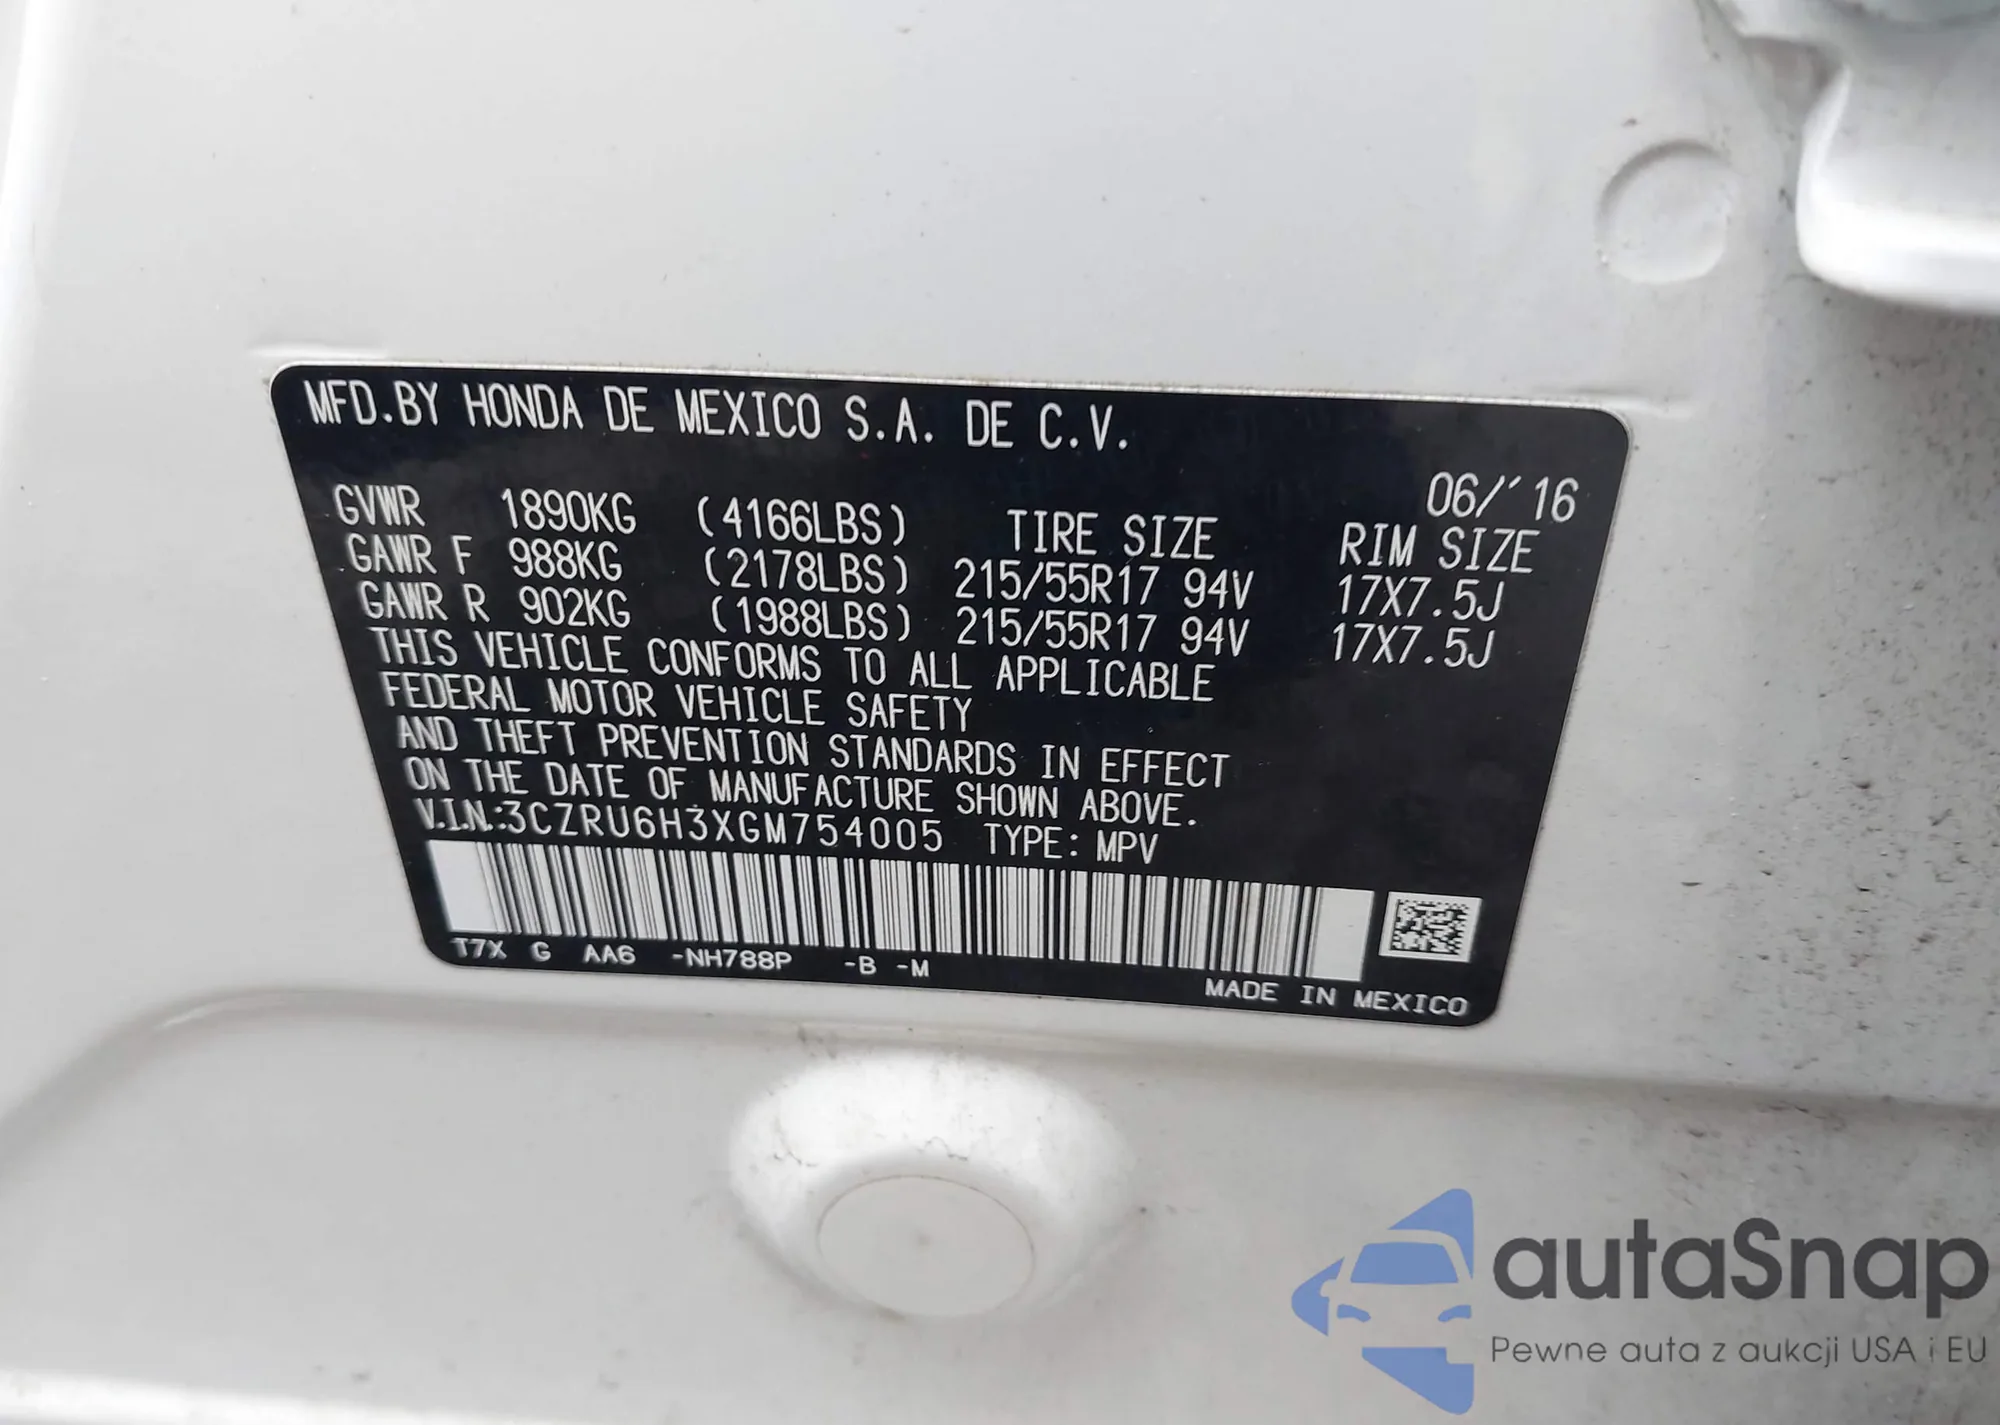 MFD.BY HONDA DE MEXICO S.A. DE C.V.
06/'16
GVWR 1890KG (4166LBS) TIRE SIZE RIM SIZE
GAWR F 988KG (2178LBS) 215/55R17 94V 17X7.5J
GAWR R 902KG (1988LBS) 215/55R17 94V 17X7.5J
THIS VEHICLE CONFORMS TO ALL APPLICABLE
FEDERAL MOTOR VEHICLE SAFETY
AND THEFT PREVENTION STANDARDS IN EFFECT
ON THE DATE OF MANUFACTURE SHOWN ABOVE.
V.I.N.:3CZRU6H3XGM754005 TYPE: MPV
T7X G AA6 -NH788P -B -M
MADE IN MEXICO
autaSnap
Pewne auta z aukcji USA i EU